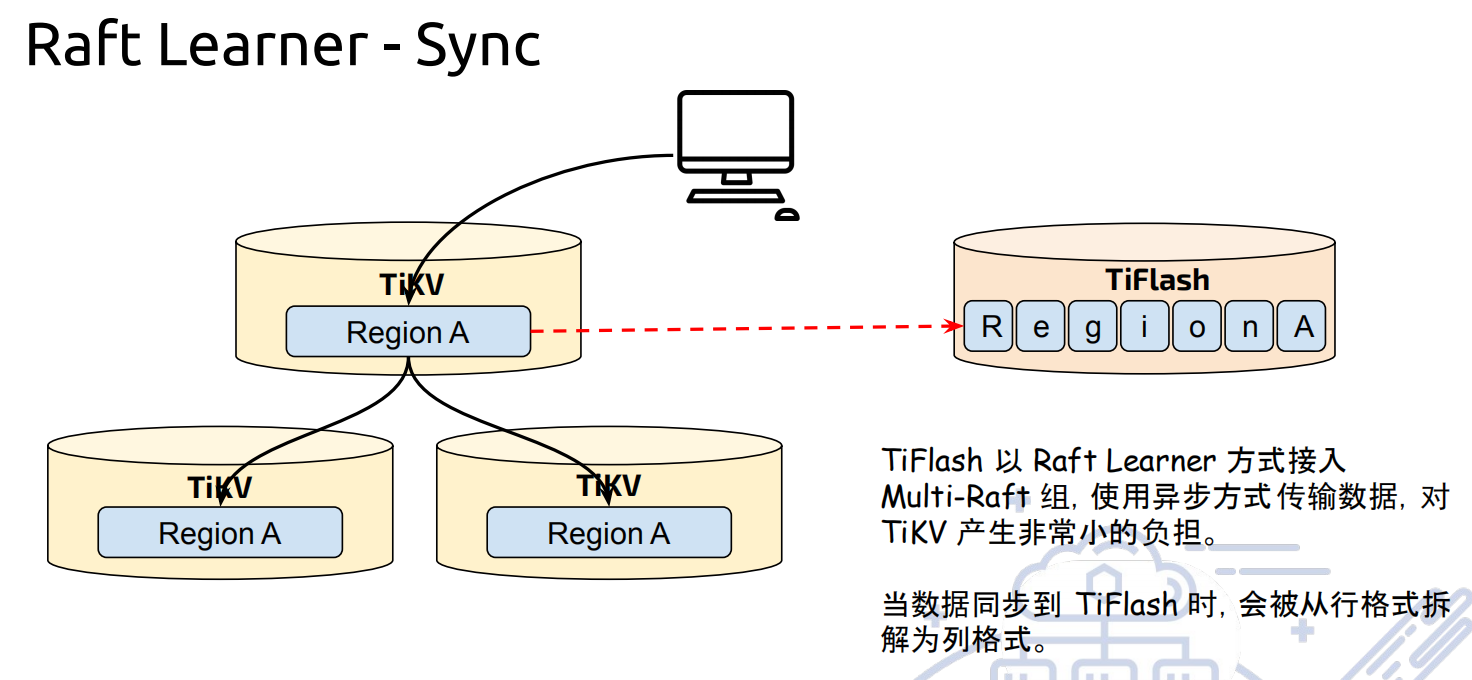 Raft Learner - Sync
TiKV
Region A
TiFlash
R e g i o n A
TiKV
Region A
TiKV
Region A
TiFlash 以 Raft Learner 方式接入
Multi-Raft 组, 使用异步方式传输数据, 对
TiKV 产生非常小的负担。
当数据同步到 TiFlash 时, 会被从行格式拆
解为列格式。